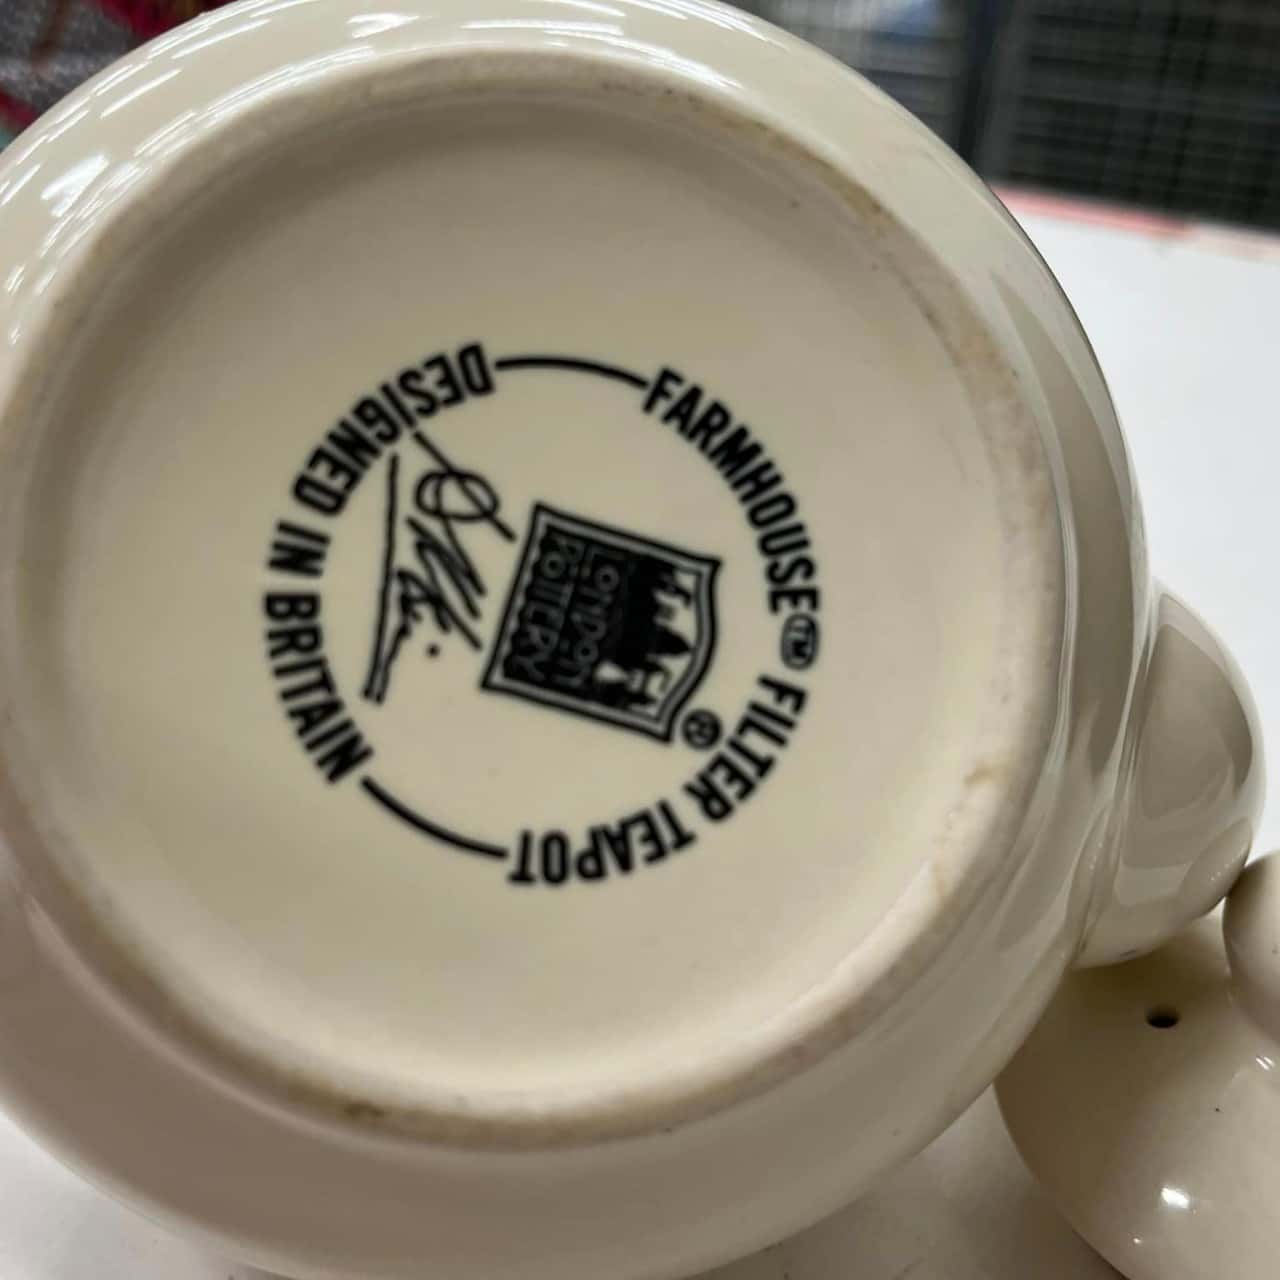 FARMHOUSE™ FILTER TEAPOT
LONDON
POTTERY
®
DESIGNED IN BRITAIN